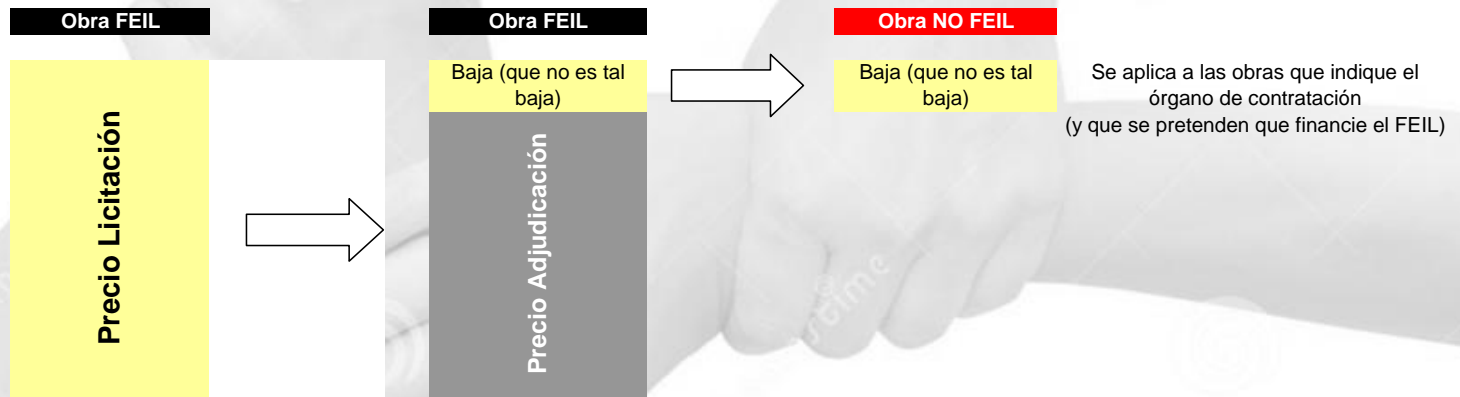 Obra FEIL
Obra FEIL
Obra NO FEIL
Precio Licitación
Baja (que no es tal
baja)
Precio Adjudicación
Baja (que no es tal
baja)
Se aplica a las obras que indique el
órgano de contratación
(y que se pretenden que financie el FEIL)